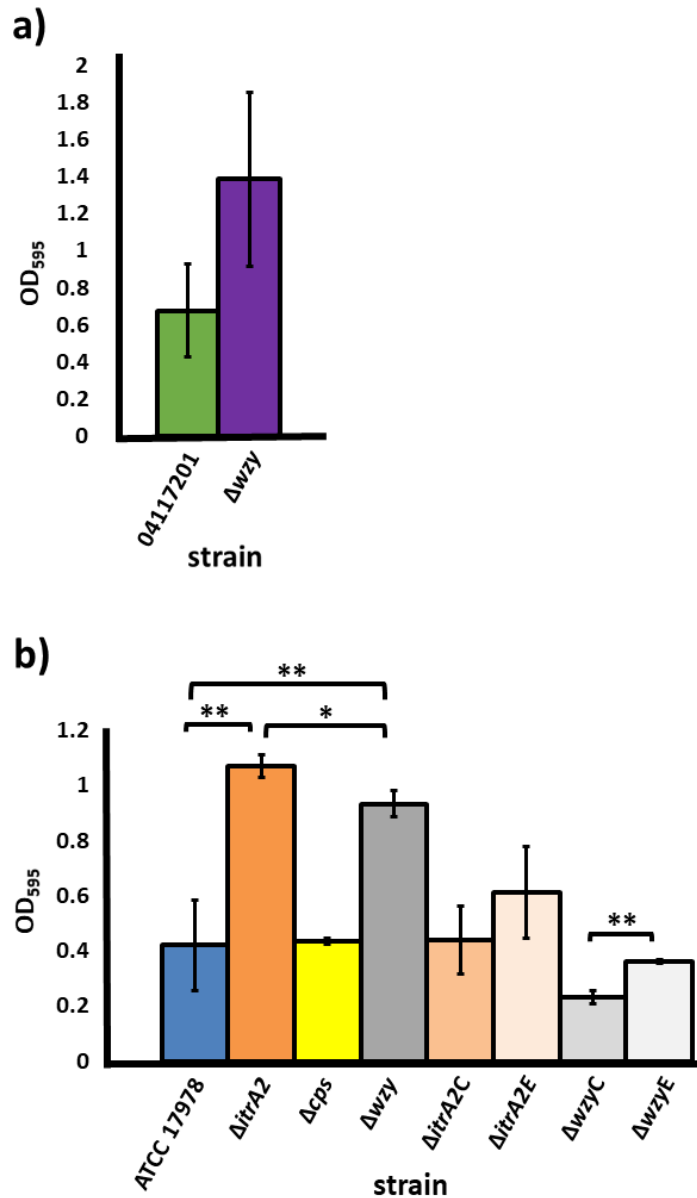 a)
2
1.8
1.6
1.4
1.2
1
0.8
0.6
0.4
0.2
0
OD595
04117201
Δwzy
strain
b)
**
** *
1.2
1
0.8
0.6
0.4
0.2
0
OD595
**
ATCC 17978
ΔitrA2
Δcps
Δwzy
ΔitrA2C
ΔitrA2E
ΔwzyC
ΔwzyE
strain